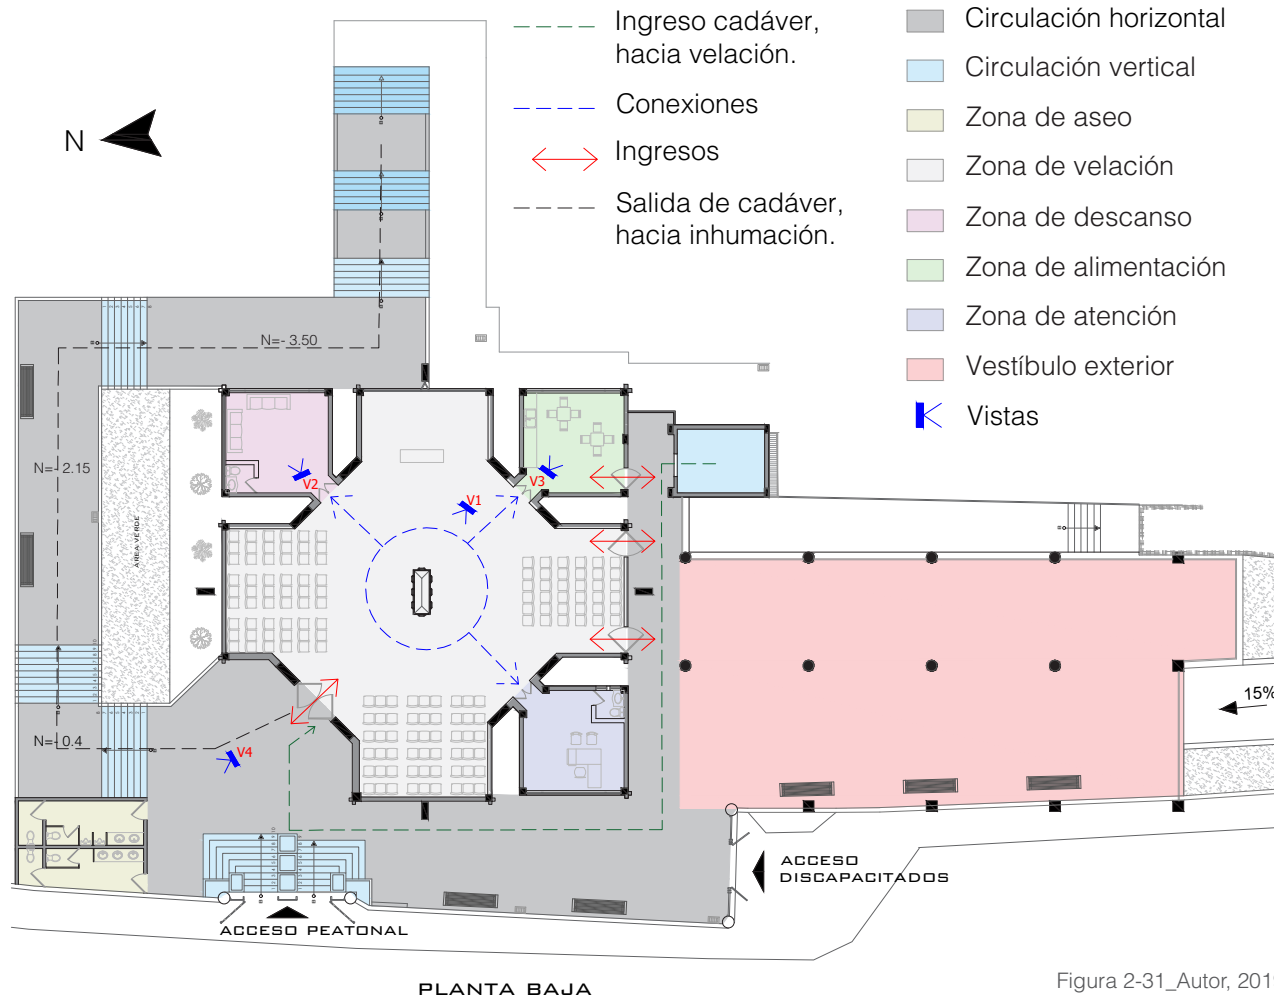 Ingreso cadáver,
hacia velación.
Conexiones
Ingresos
Salida de cadáver,
hacia inhumación.
Circulación horizontal
Circulación vertical
Zona de aseo
Zona de velación
Zona de descanso
Zona de alimentación
Zona de atención
Vestíbulo exterior
Vistas
N
N=- 3.50
N=- 2.15
N=- 0.4
ÁREA VERDE
V2
V3
V1
V4
15%
ACCESO
DISCAPACITADOS
ACCESO PEATONAL
PLANTA BAJA
Figura 2-31_Autor, 201